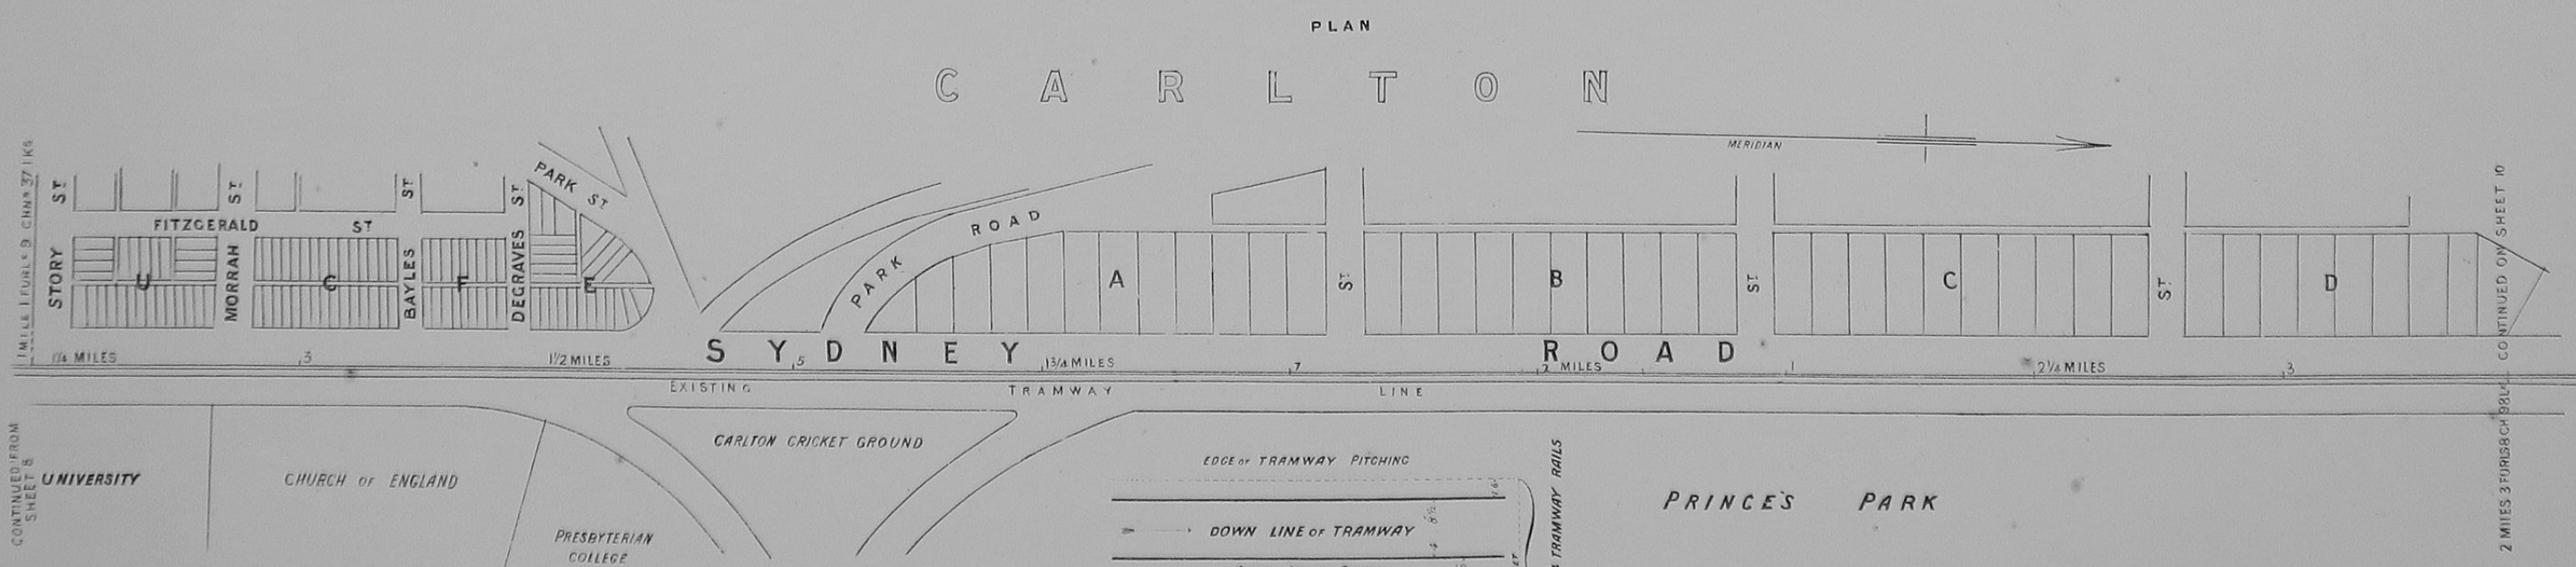 PLAN
CARLTON
MERIDIAN
1 MILE 1 FURLG 9 CHNS 37 LKS
CONTINUED FROM
SHEET 8
ST
ST
ST
ST
PARK ST
FITZGERALD ST
STORY
MORRAH
BAYLES
DEGRAVES
U
C
F
E
PARK ROAD
A
ST
B
ST
C
ST
D
SYDNEY ROAD
1¼ MILES
3
1½ MILES
5
1¾ MILES
7
2 MILES
1
2¼ MILES
3
EXISTING TRAMWAY LINE
CARLTON CRICKET GROUND
UNIVERSITY
CHURCH OF ENGLAND
PRESBYTERIAN
COLLEGE
EDGE OF TRAMWAY PITCHING
DOWN LINE OF TRAMWAY
TRAMWAY RAILS
PRINCE'S PARK
CONTINUED ON SHEET 10